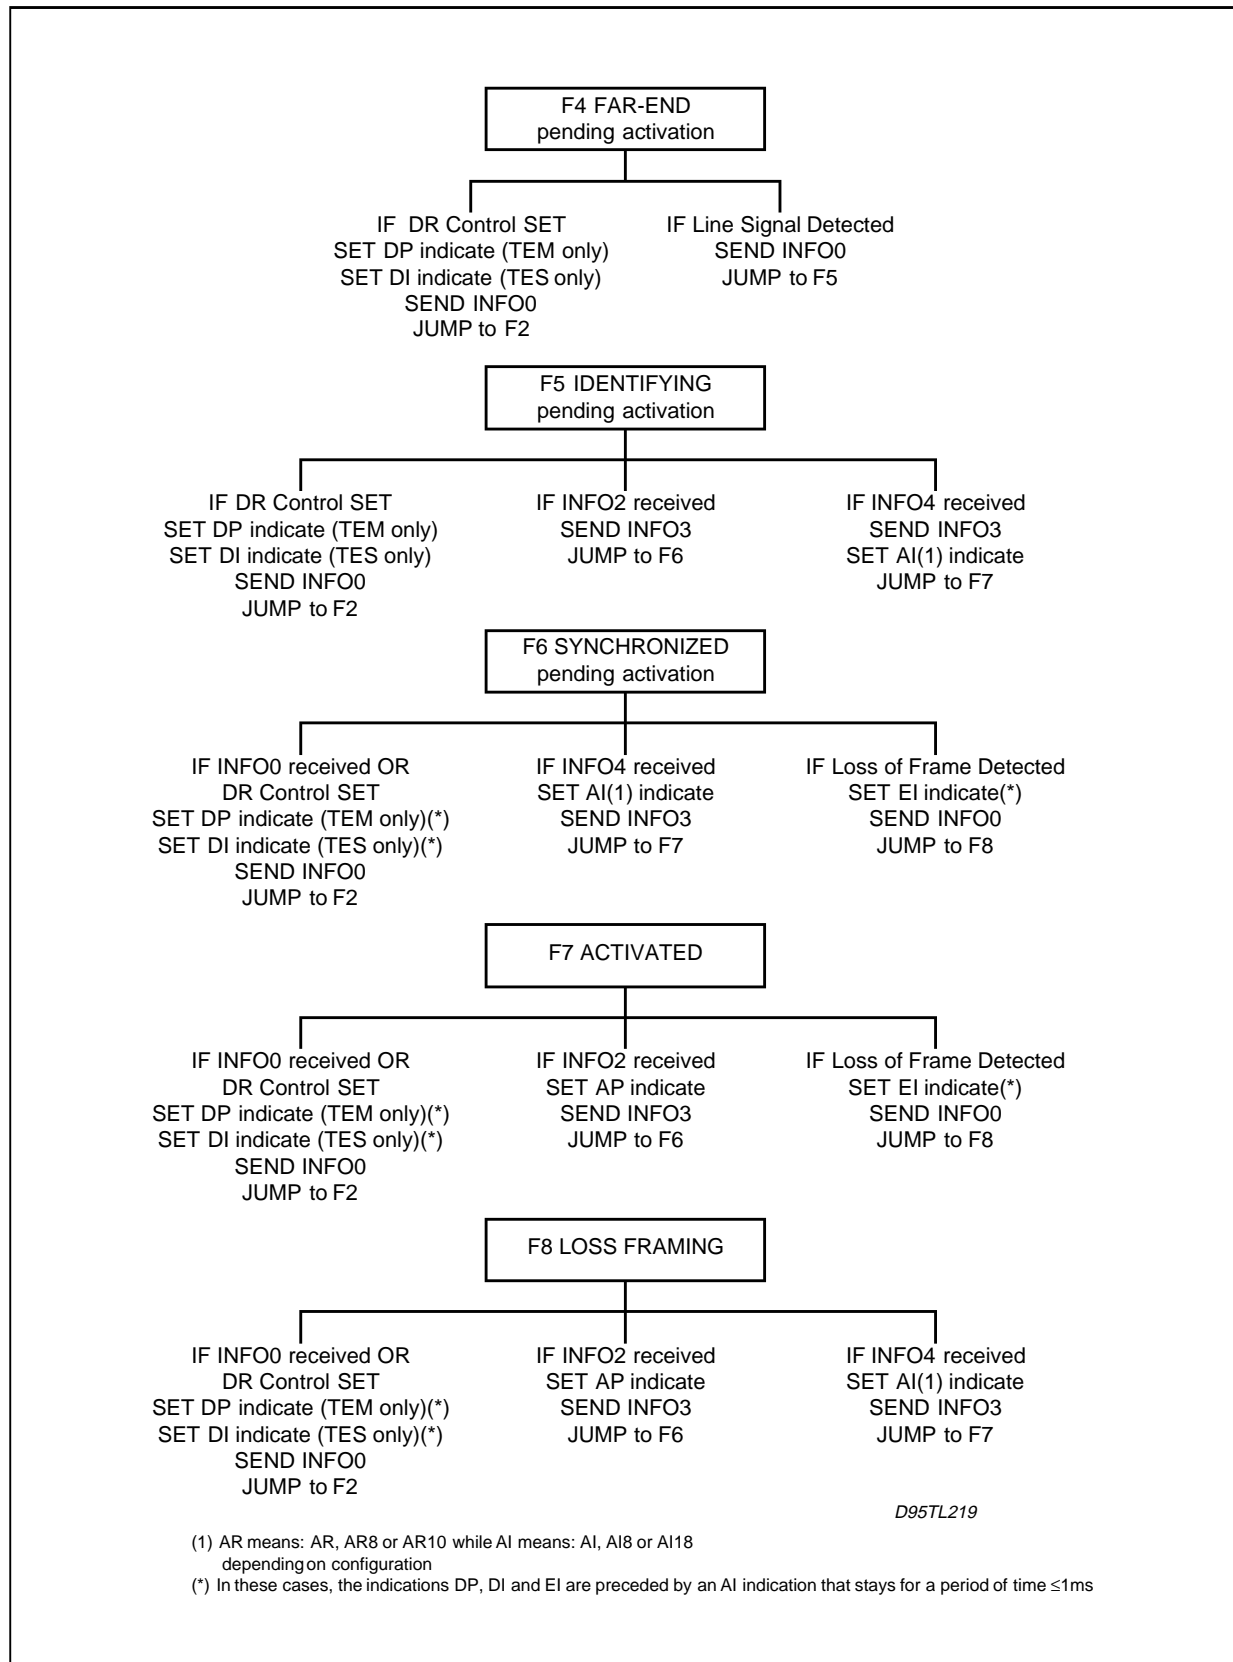 F4 FAR-END
pending activation
IF DR Control SET
SET DP indicate (TEM only)
SET DI indicate (TES only)
SEND INFO0
JUMP to F2
IF Line Signal Detected
SEND INFO0
JUMP to F5
F5 IDENTIFYING
pending activation
IF DR Control SET
SET DP indicate (TEM only)
SET DI indicate (TES only)
SEND INFO0
JUMP to F2
IF INFO2 received
SEND INFO3
JUMP to F6
IF INFO4 received
SEND INFO3
SET AI(1) indicate
JUMP to F7
F6 SYNCHRONIZED
pending activation
IF INFO0 received OR
DR Control SET
SET DP indicate (TEM only)(*)
SET DI indicate (TES only)(*)
SEND INFO0
JUMP to F2
IF INFO4 received
SET AI(1) indicate
SEND INFO3
JUMP to F7
IF Loss of Frame Detected
SET EI indicate(*)
SEND INFO0
JUMP to F8
F7 ACTIVATED
IF INFO0 received OR
DR Control SET
SET DP indicate (TEM only)(*)
SET DI indicate (TES only)(*)
SEND INFO0
JUMP to F2
IF INFO2 received
SET AP indicate
SEND INFO3
JUMP to F6
IF Loss of Frame Detected
SET EI indicate(*)
SEND INFO0
JUMP to F8
F8 LOSS FRAMING
IF INFO0 received OR
DR Control SET
SET DP indicate (TEM only)(*)
SET DI indicate (TES only)(*)
SEND INFO0
JUMP to F2
IF INFO2 received
SET AP indicate
SEND INFO3
JUMP to F6
IF INFO4 received
SET AI(1) indicate
SEND INFO3
JUMP to F7
D95TL219
(1) AR means: AR, AR8 or AR10 while AI means: AI, AI8 or AI18
depending on configuration
(*) In these cases, the indications DP, DI and EI are preceded by an AI indication that stays for a period of time ≤1ms